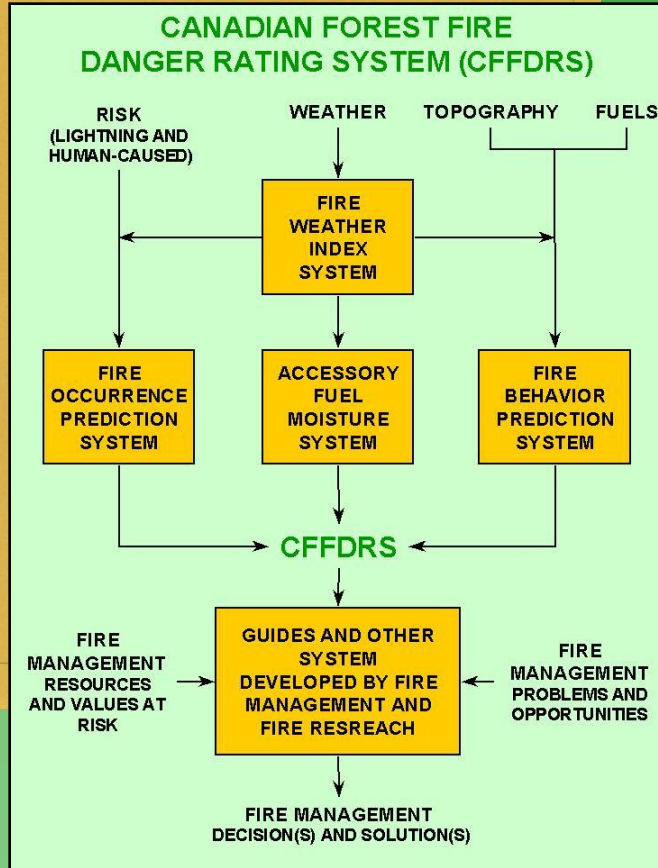 CANADIAN FOREST FIRE
DANGER RATING SYSTEM (CFFDRS)
RISK
(LIGHTNING AND
HUMAN-CAUSED)
WEATHER
TOPOGRAPHY
FUELS
FIRE
WEATHER
INDEX
SYSTEM
FIRE
OCCURRENCE
PREDICTION
SYSTEM
ACCESSORY
FUEL
MOISTURE
SYSTEM
FIRE
BEHAVIOR
PREDICTION
SYSTEM
CFFDRS
FIRE
MANAGEMENT
RESOURCES
AND VALUES AT
RISK
GUIDES AND OTHER
SYSTEM
DEVELOPED BY FIRE
MANAGEMENT AND
FIRE RESREACH
FIRE
MANAGEMENT
PROBLEMS AND
OPPORTUNITIES
FIRE MANAGEMENT
DECISION(S) AND SOLUTION(S)